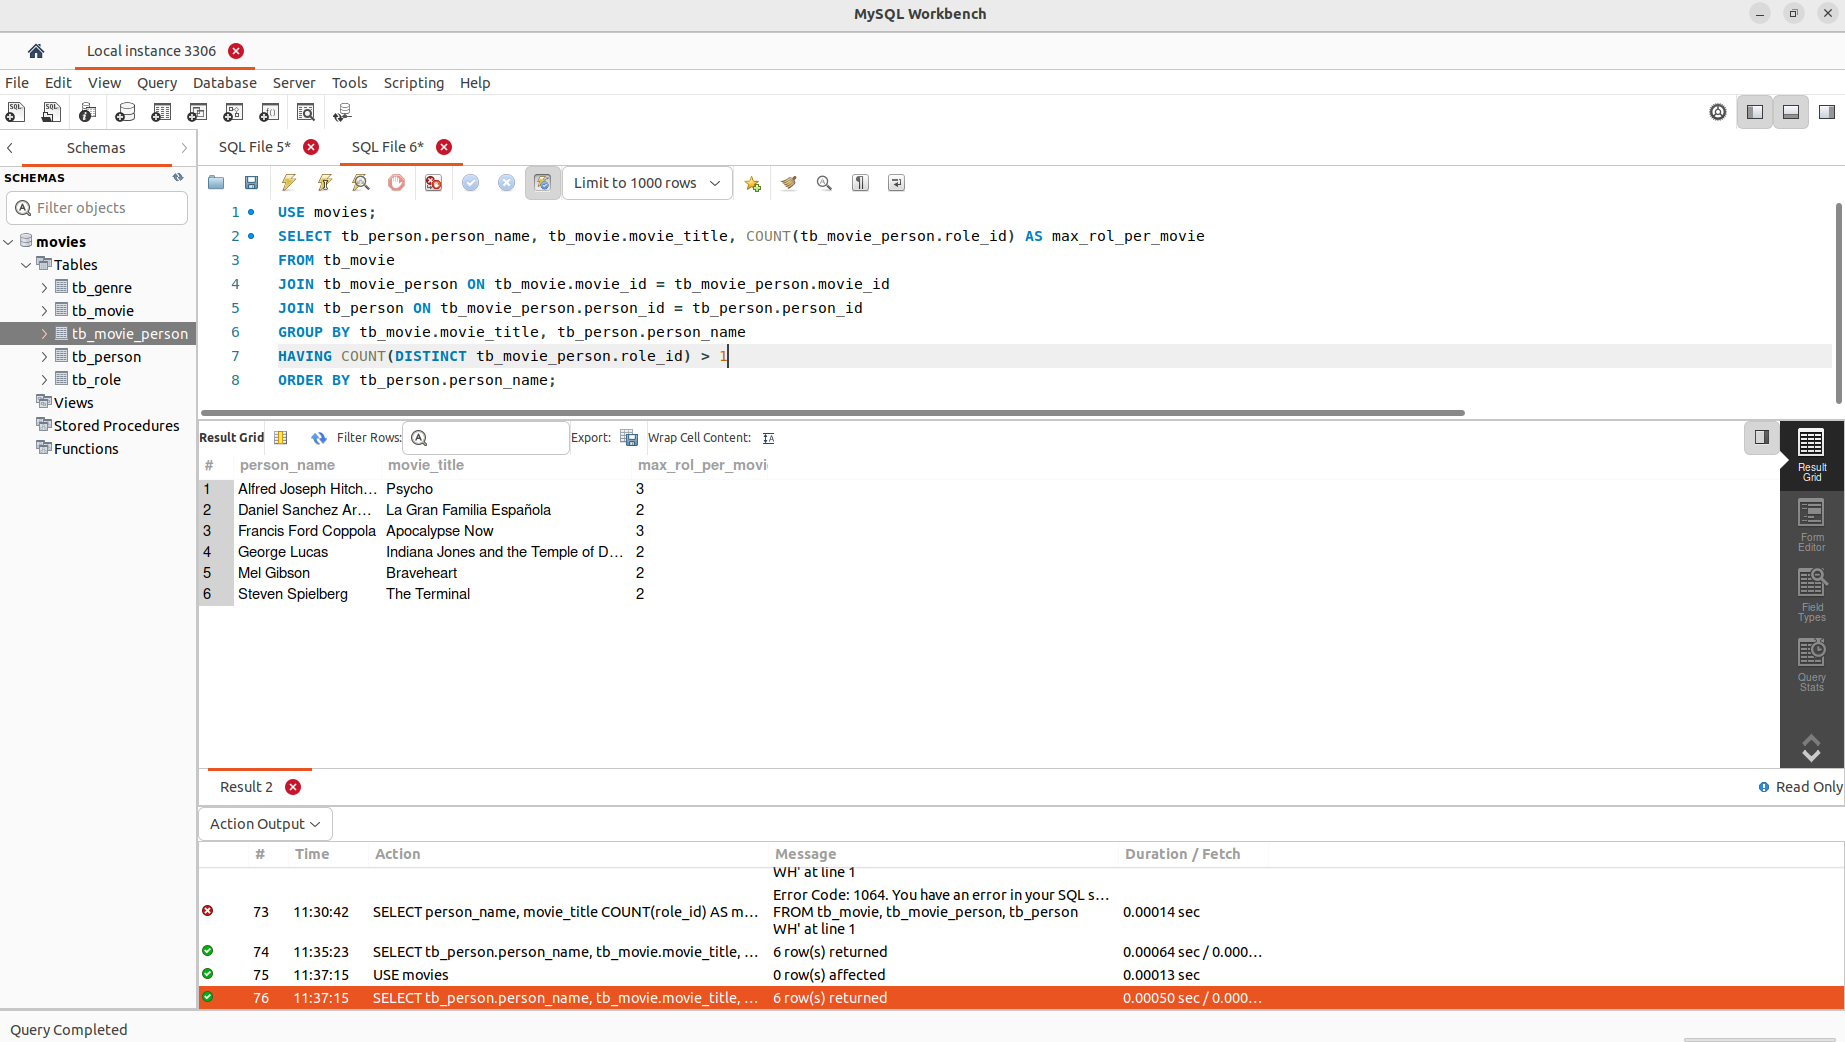 MySQL Workbench
Local instance 3306
File Edit View Query Database Server Tools Scripting Help
Schemas
SQL File 5* SQL File 6*
SCHEMAS
Filter objects
Limit to 1000 rows
movies
Tables
tb_genre
tb_movie
tb_movie_person
tb_person
tb_role
Views
Stored Procedures
Functions
1 USE movies;
2 SELECT tb_person.person_name, tb_movie.movie_title, COUNT(tb_movie_person.role_id) AS max_rol_per_movie
3 FROM tb_movie
4 JOIN tb_movie_person ON tb_movie.movie_id = tb_movie_person.movie_id
5 JOIN tb_person ON tb_movie_person.person_id = tb_person.person_id
6 GROUP BY tb_movie.movie_title, tb_person.person_name
7 HAVING COUNT(DISTINCT tb_movie_person.role_id) > 1
8 ORDER BY tb_person.person_name;
Result Grid Filter Rows: Export: Wrap Cell Content:
# person_name movie_title max_rol_per_movi
1 Alfred Joseph Hitch... Psycho 3
2 Daniel Sanchez Ar... La Gran Familia Española 2
3 Francis Ford Coppola Apocalypse Now 3
4 George Lucas Indiana Jones and the Temple of D... 2
5 Mel Gibson Braveheart 2
6 Steven Spielberg The Terminal 2
Result
Grid
Form
Editor
Field
Types
Query
Stats
Result 2 Read Only
Action Output
# Time Action Message Duration / Fetch
WH' at line 1
Error Code: 1064. You have an error in your SQL s...
73 11:30:42 SELECT person_name, movie_title COUNT(role_id) AS m... FROM tb_movie, tb_movie_person, tb_person 0.00014 sec
WH' at line 1
74 11:35:23 SELECT tb_person.person_name, tb_movie.movie_title, ... 6 row(s) returned 0.00064 sec / 0.000...
75 11:37:15 USE movies 0 row(s) affected 0.00013 sec
76 11:37:15 SELECT tb_person.person_name, tb_movie.movie_title, ... 6 row(s) returned 0.00050 sec / 0.000...
Query Completed